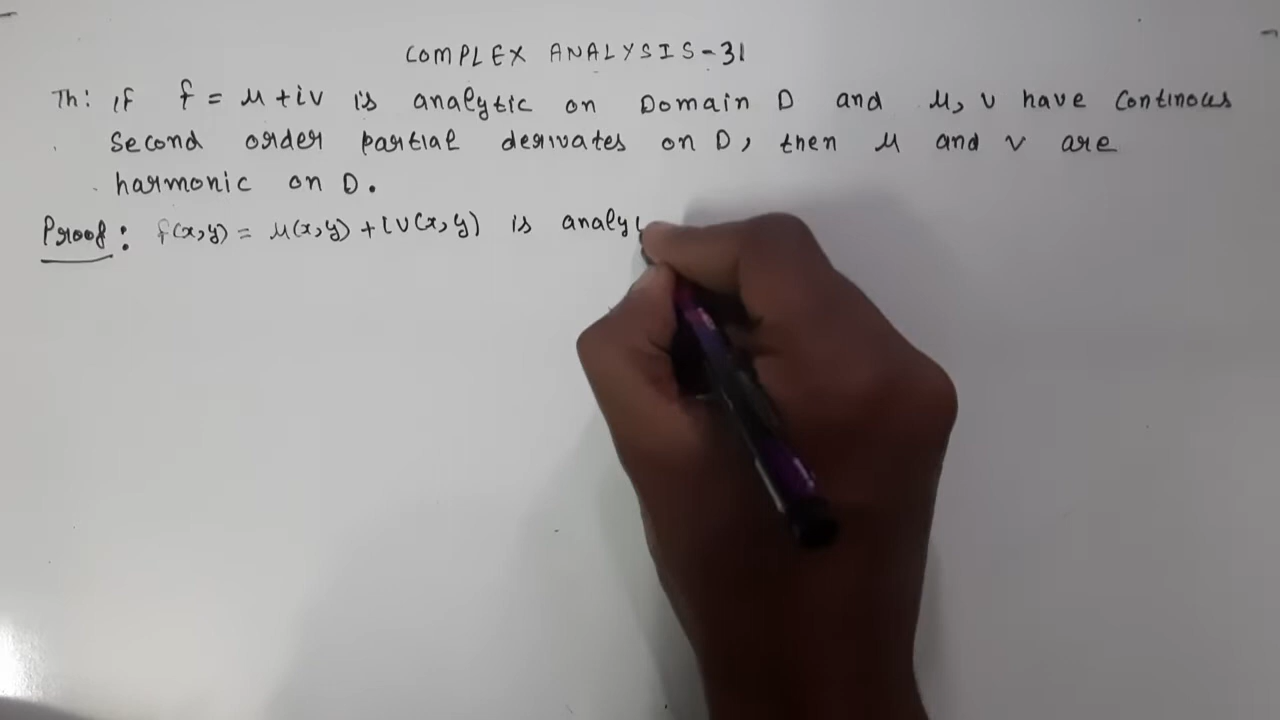 COMPLEX ANALYSIS-31
Th: If f = μ+iv is analytic on Domain D and μ, v have Continous
Second order partial derivates on D, then μ and v are
harmonic on D.
Proof: f(x,y) = μ(x,y) + iv(x,y) is analy